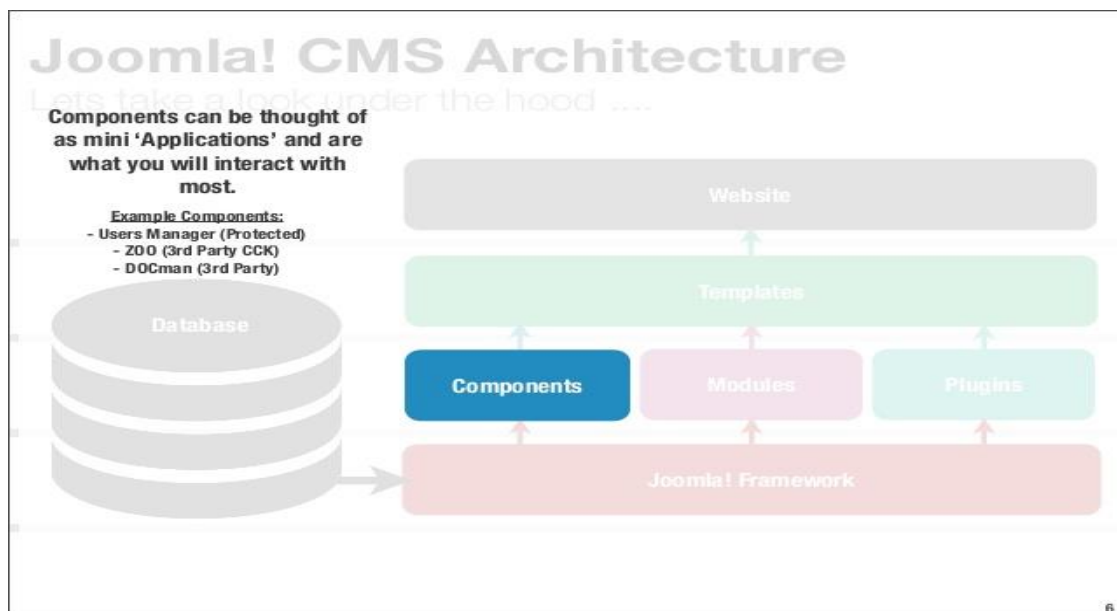 Joomla! CMS Architecture
Lets take a look under the hood ....
Components can be thought of
as mini ‘Applications’ and are
what you will interact with
most.
Example Components:
- Users Manager (Protected)
- ZOO (3rd Party CCK)
- DOCman (3rd Party)
Database
Website
Templates
Components
Modules
Plugins
Joomla! Framework
6